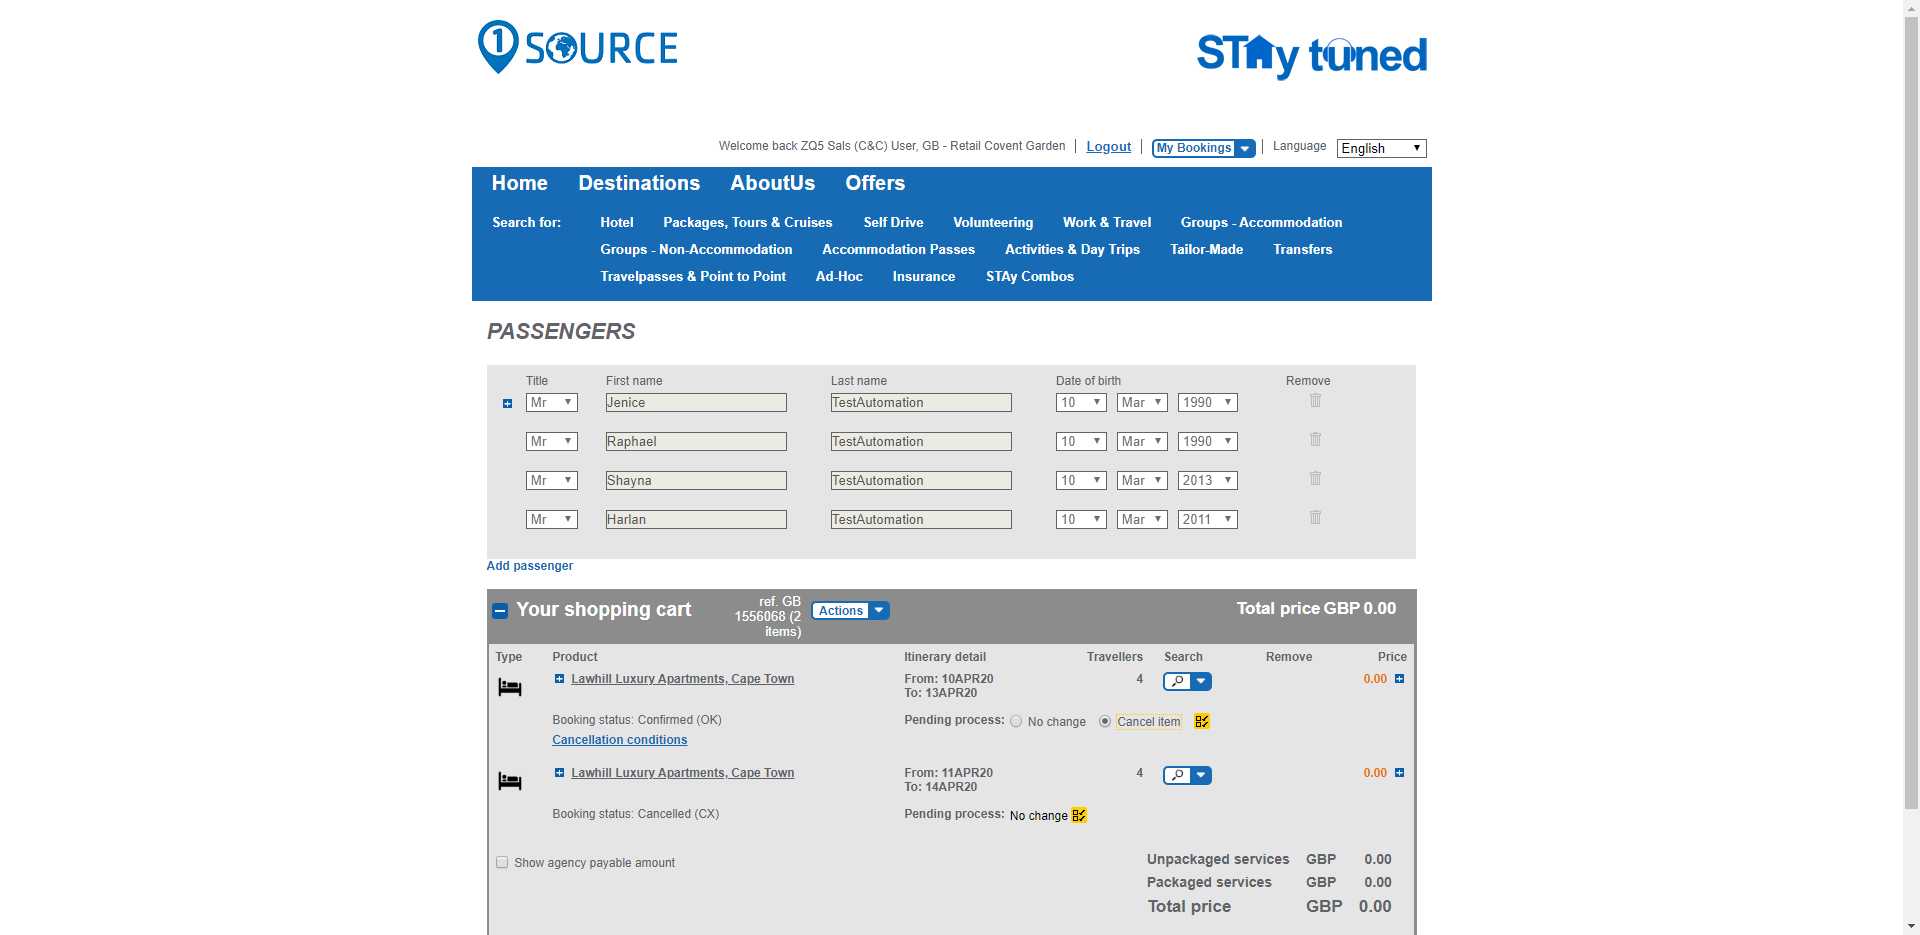 1 SOURCE
STAy tuned
Welcome back ZQ5 Sals (C&C) User, GB - Retail Covent Garden Logout My Bookings Language English
Home Destinations AboutUs Offers
Search for: Hotel Packages, Tours & Cruises Self Drive Volunteering Work & Travel Groups - Accommodation
Groups - Non-Accommodation Accommodation Passes Activities & Day Trips Tailor-Made Transfers
Travelpasses & Point to Point Ad-Hoc Insurance STAy Combos
PASSENGERS
Title First name Last name Date of birth Remove
Mr Jenice TestAutomation 10 Mar 1990
Mr Raphael TestAutomation 10 Mar 1990
Mr Shayna TestAutomation 10 Mar 2013
Mr Harlan TestAutomation 10 Mar 2011
Add passenger
Your shopping cart ref. GB 1556068 (2 items) Actions Total price GBP 0.00
Type Product Itinerary detail Travellers Search Remove Price
Lawhill Luxury Apartments, Cape Town From: 10APR20 4 0.00
To: 13APR20
Booking status: Confirmed (OK) Pending process: No change Cancel item
Cancellation conditions
Lawhill Luxury Apartments, Cape Town From: 11APR20 4 0.00
To: 14APR20
Booking status: Cancelled (CX) Pending process: No change
Show agency payable amount
Unpackaged services GBP 0.00
Packaged services GBP 0.00
Total price GBP 0.00